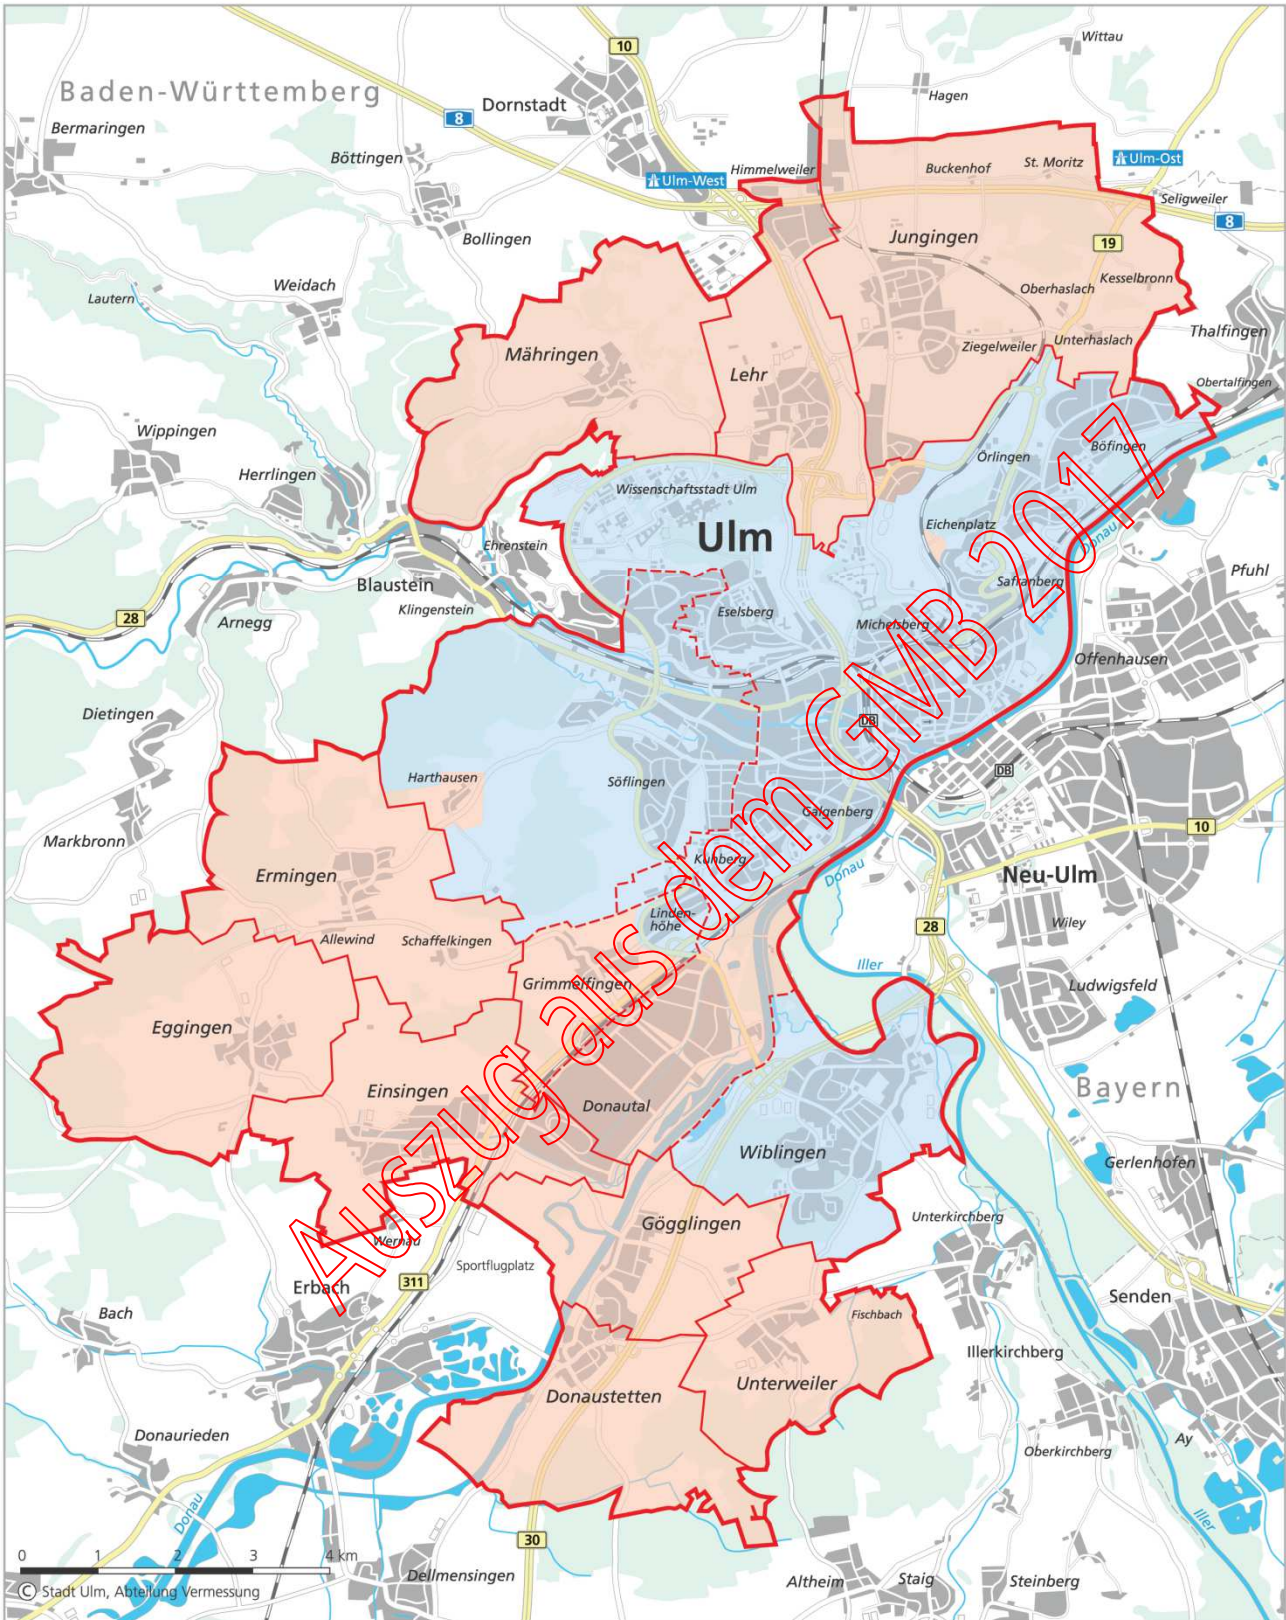 Wittau
10
Baden-Württemberg
Hagen
Dornstadt
8
Bermaringen
Böttingen
Himmelweiler
Buckenhof
St. Moritz
Ulm-Ost
Ulm-West
Seligweiler
8
Bollingen
Jungingen
19
Weidach
Oberhaslach
Kesselbronn
Lautern
Thalfingen
Mähringen
Ziegelweiler
Unterhaslach
Lehr
Obertalfingen
Wippingen
Böfingen
Örlingen
Herrlingen
Wissenschaftsstadt Ulm
Ulm
Eichenplatz
Donau
Ehrenstein
Pfuhl
Blaustein
Safranberg
Klingenstein
Eselsberg
28
Arnegg
Michelsberg
Offenhausen
Dietingen
DB
DB
Harthausen
Söflingen
Galgenberg
10
Markbronn
Kuhberg
Donau
Neu-Ulm
Ermingen
Linden-
höhe
Wiley
28
Allewind
Schaffelkingen
Iller
Grimmelfingen
Ludwigsfeld
Eggingen
Einsingen
Bayern
Donautal
Wiblingen
Gerlenhofen
Gögglingen
Unterkirchberg
Wernau
Sportflugplatz
Erbach
311
Senden
Bach
Fischbach
Illerkirchberg
Unterweiler
Donaustetten
Donaurieden
Ay
Oberkirchberg
Donau
Iller
30
0 1 2 3 4 km
Dellmensingen
Altheim
Staig
Steinberg
© Stadt Ulm, Abteilung Vermessung
Auszug aus dem GMB 2017